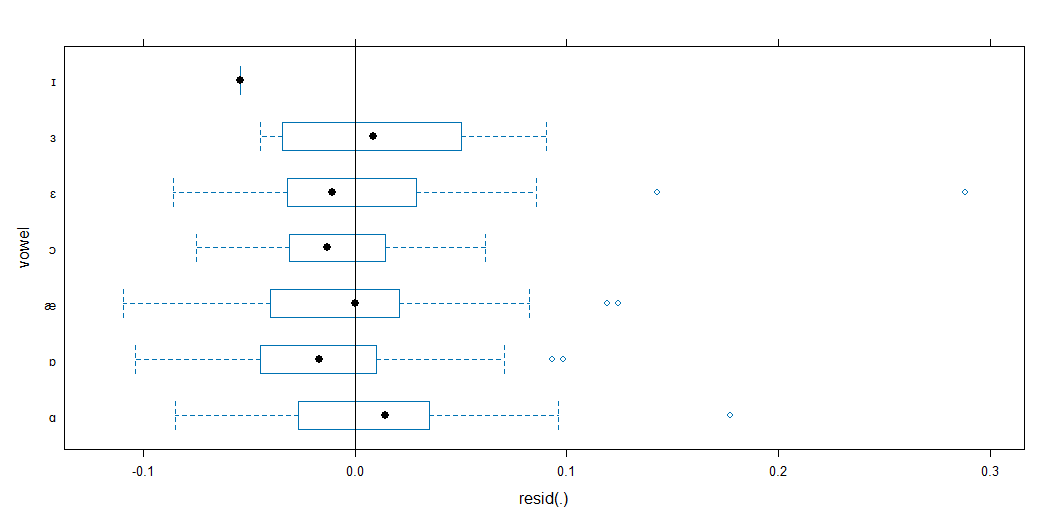 ɪ
ɜ
ɛ
ɔ
æ
ɒ
ɑ
vowel
-0.1 0.0 0.1 0.2 0.3
resid(.)